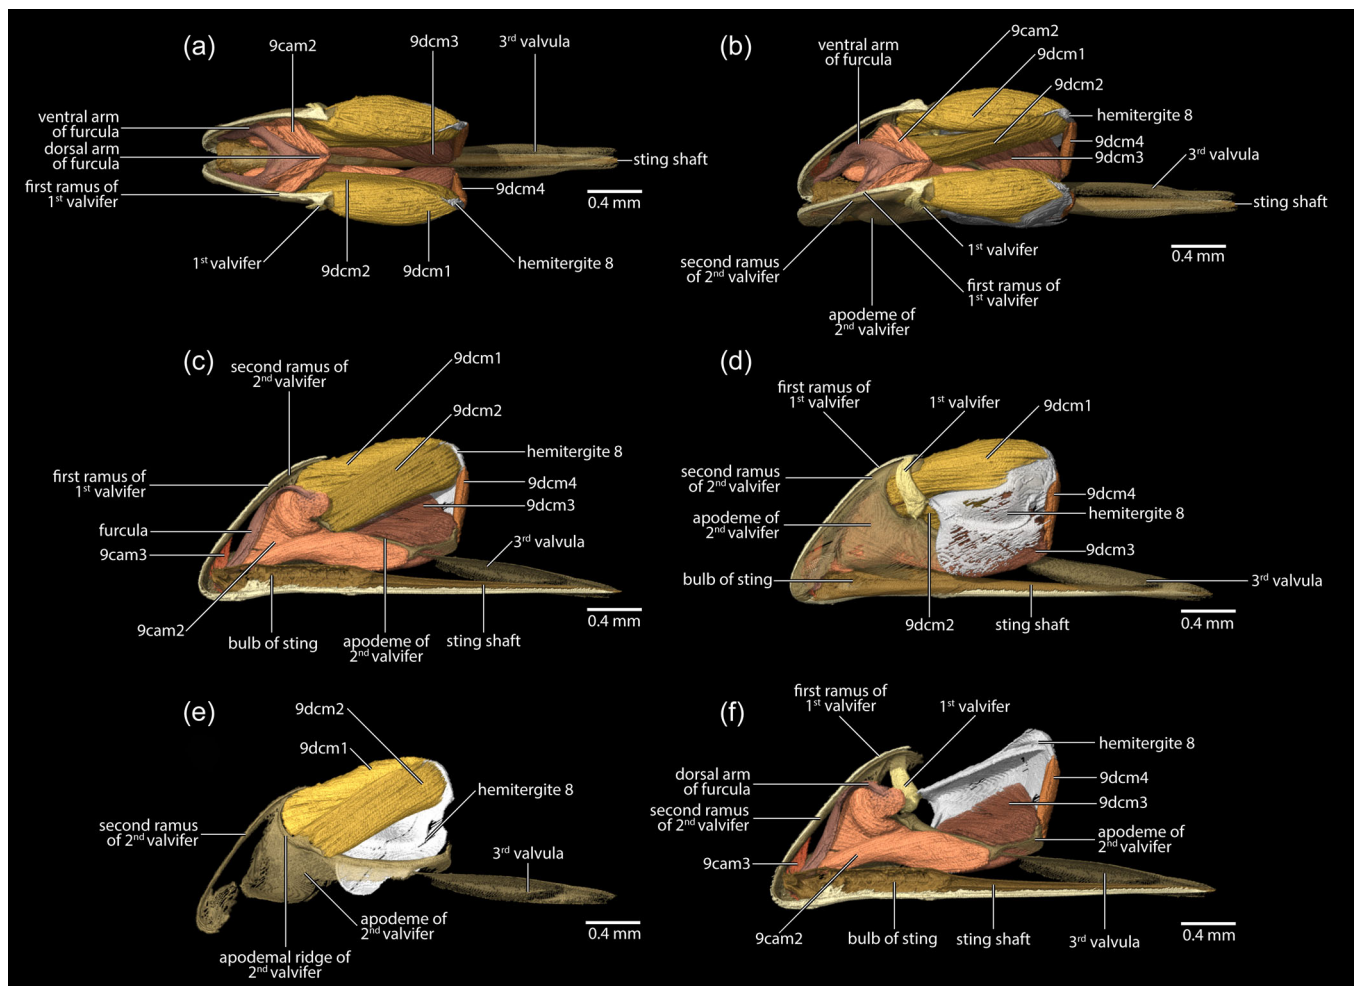 (a)
9cam2
9dcm3
3rd valvula
ventral arm
of furcula
dorsal arm
of furcula
first ramus of
1st valvifer
sting shaft
9dcm4
0.4 mm
1st valvifer
9dcm2
9dcm1
hemitergite 8
(b)
9cam2
ventral arm
of furcula
9dcm1
9dcm2
hemitergite 8
9dcm4
9dcm3
3rd valvula
sting shaft
second ramus
of 2nd valvifer
1st valvifer
0.4 mm
first ramus of
1st valvifer
apodeme of
2nd valvifer
(c)
second ramus of
2nd valvifer
9dcm1
9dcm2
hemitergite 8
first ramus of
1st valvifer
9dcm4
9dcm3
furcula
9cam3
3rd valvula
0.4 mm
9cam2
bulb of sting
apodeme of
2nd valvifer
sting shaft
(d)
first ramus of
1st valvifer
1st valvifer
9dcm1
second ramus
of 2nd valvifer
9dcm4
hemitergite 8
apodeme of
2nd valvifer
9dcm3
bulb of sting
3rd valvula
9dcm2
sting shaft
0.4 mm
(e)
9dcm2
9dcm1
hemitergite 8
second ramus
of 2nd valvifer
3rd valvula
apodeme of
2nd valvifer
0.4 mm
apodemal ridge of
2nd valvifer
(f)
first ramus of
1st valvifer
1st valvifer
hemitergite 8
dorsal arm
of furcula
9dcm4
second ramus
of 2nd valvifer
9dcm3
apodeme of
2nd valvifer
9cam3
9cam2
bulb of sting
sting shaft
3rd valvula
0.4 mm